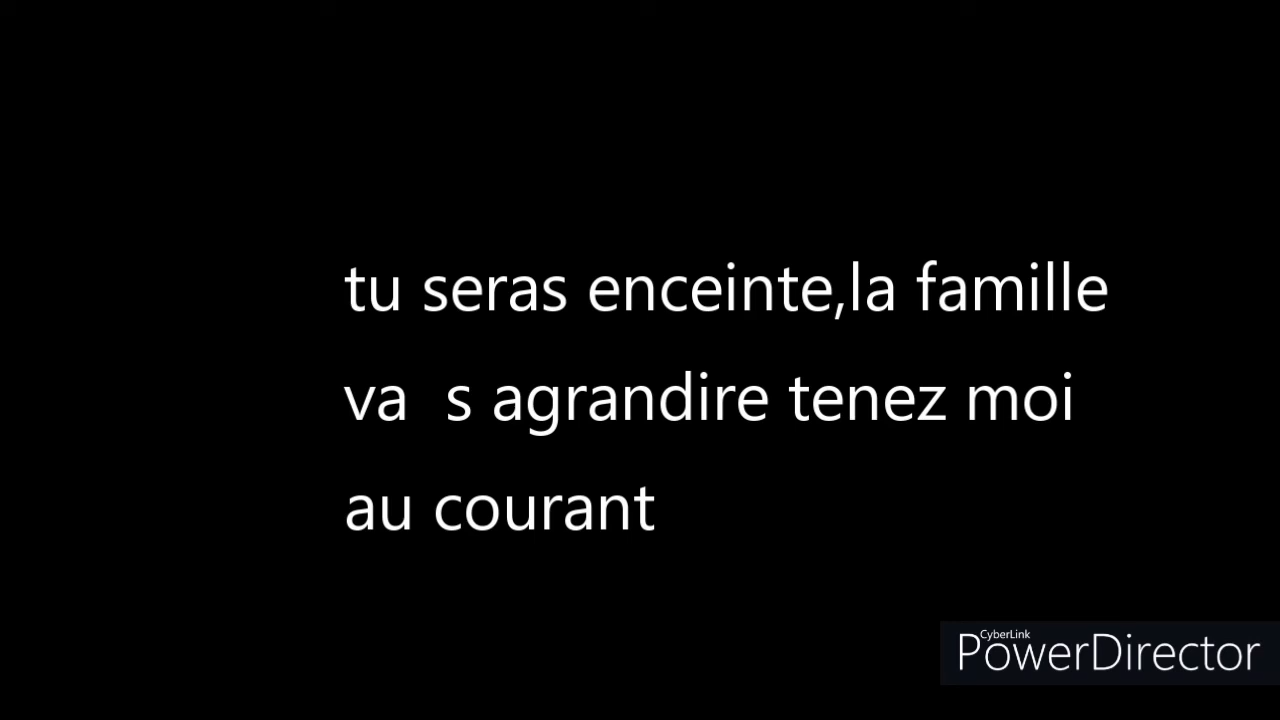 tu seras enceinte,la famille
va  s agrandire tenez moi
au courant
CyberLink
PowerDirector